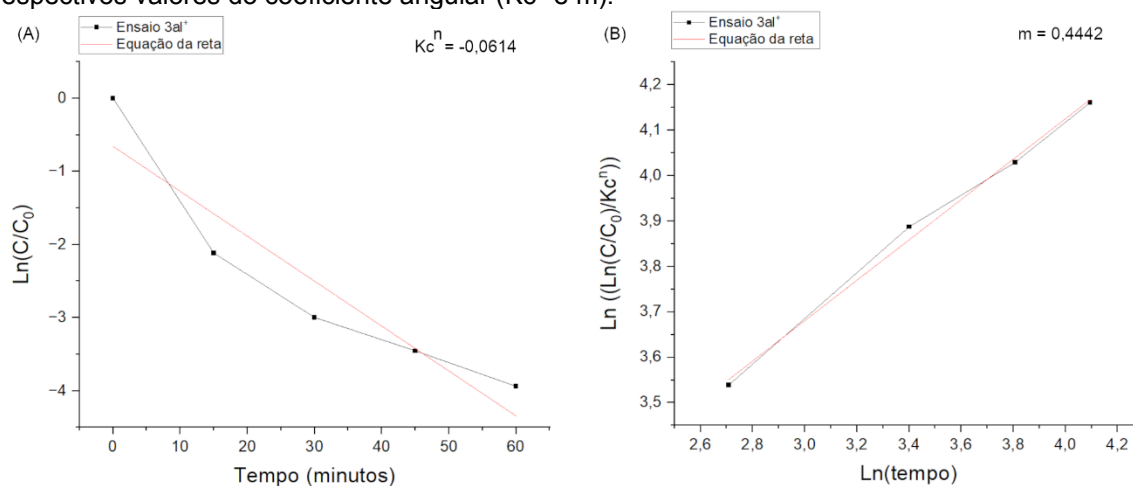 espectivos valores do coeficiente angular (Kc
(A)
Ensaio 3al⁺
Equação da reta
Kcⁿ = -0,0614
Ln(C/C₀)
0
−1
−2
−3
−4
0 10 20 30 40 50 60
Tempo (minutos)
(B)
Ensaio 3al⁺
Equação da reta
m = 0,4442
Ln ((Ln(C/C₀)/Kcⁿ))
4,2
4,1
4,0
3,9
3,8
3,7
3,6
3,5
2,6 2,8 3,0 3,2 3,4 3,6 3,8 4,0 4,2
Ln(tempo)